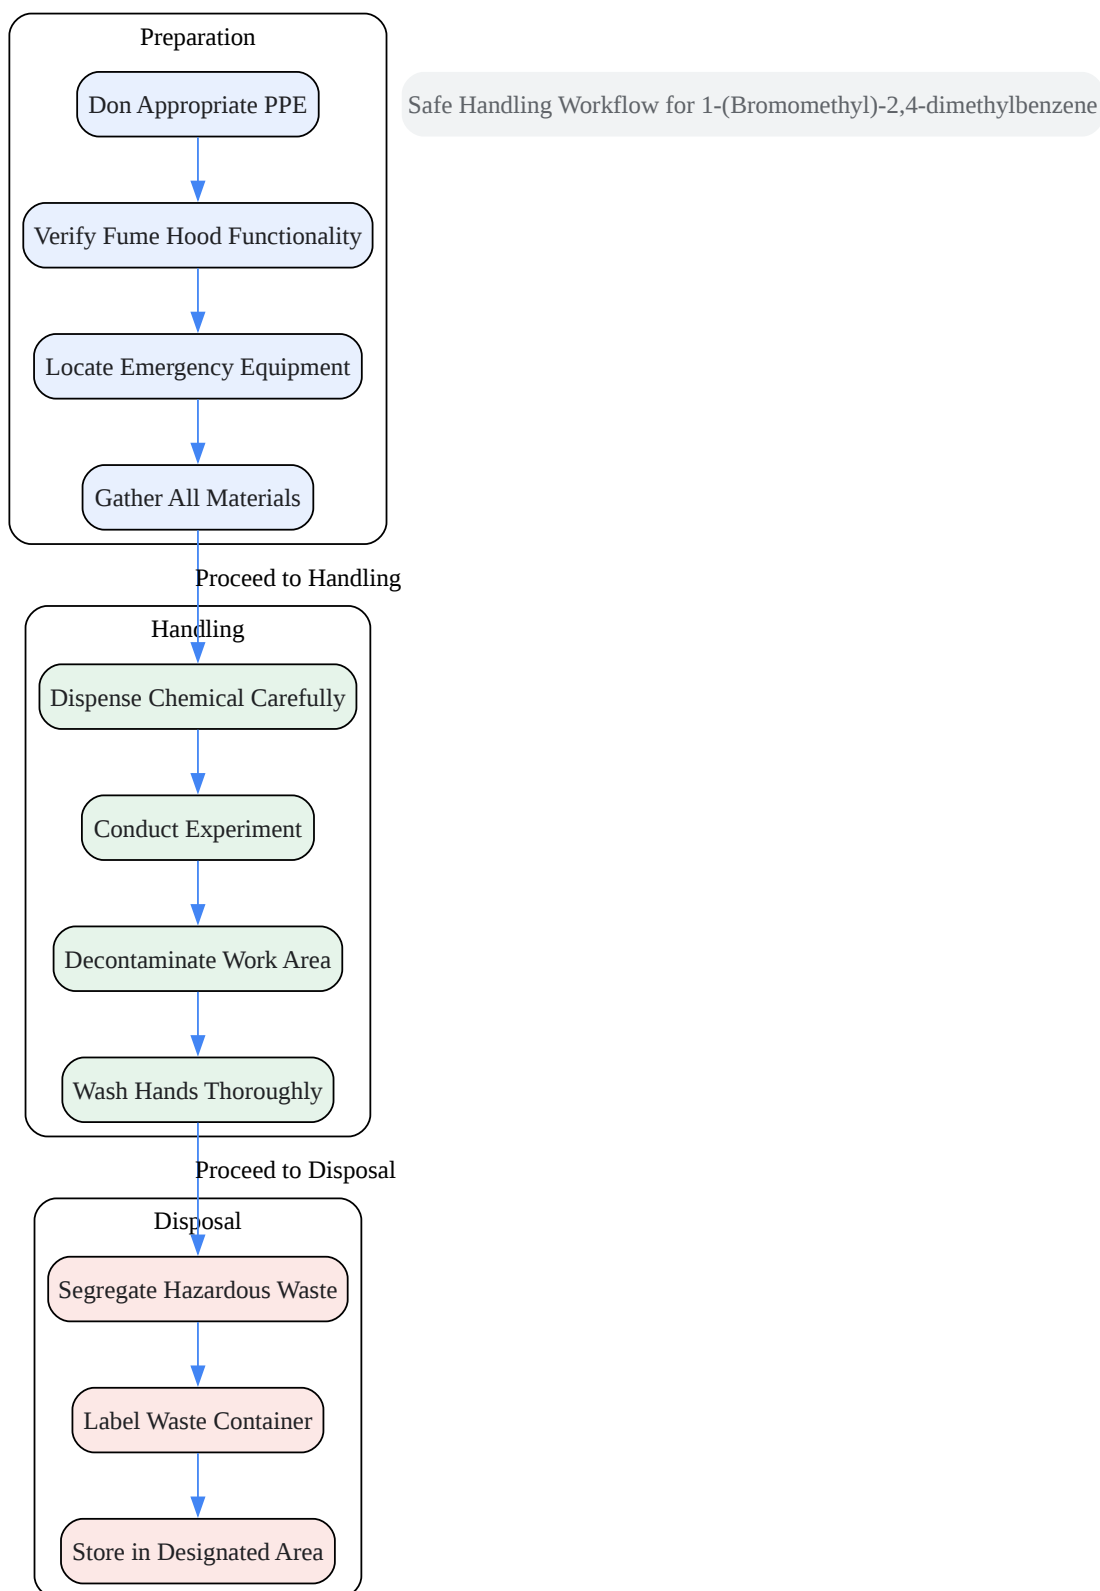 Preparation
Don Appropriate PPE
Safe Handling Workflow for 1-(Bromomethyl)-2,4-dimethylbenzene
Verify Fume Hood Functionality
Locate Emergency Equipment
Gather All Materials
Proceed to Handling
Handling
Dispense Chemical Carefully
Conduct Experiment
Decontaminate Work Area
Wash Hands Thoroughly
Proceed to Disposal
Disposal
Segregate Hazardous Waste
Label Waste Container
Store in Designated Area